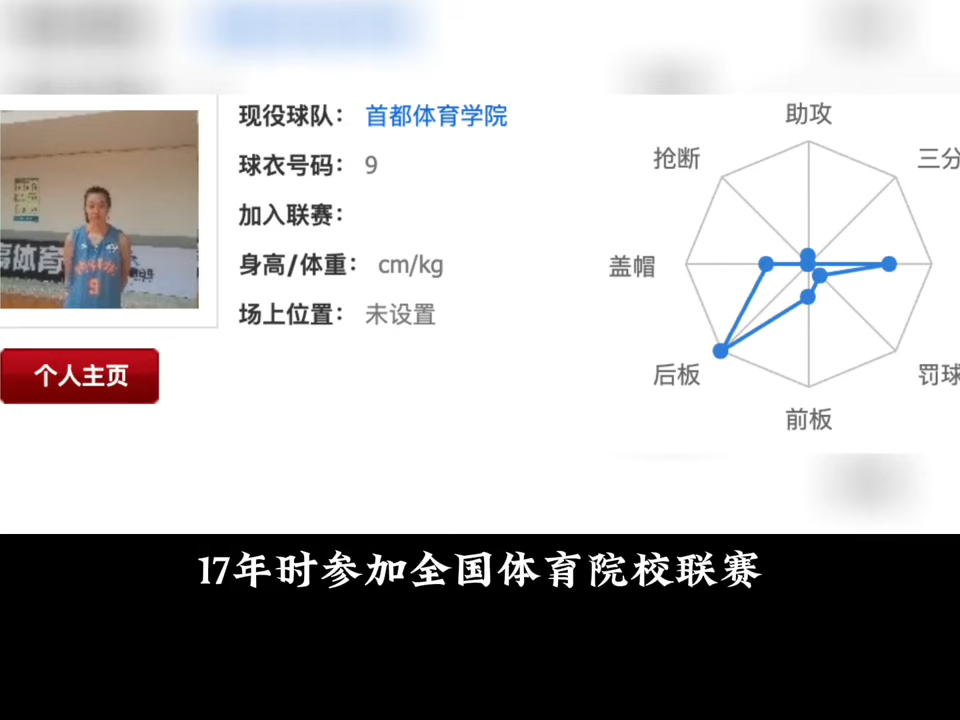 现役球队： 首都体育学院
球衣号码： 9
加入联赛：
身高/体重： cm/kg
场上位置： 未设置
个人主页
助攻
抢断
三分
盖帽
后板
罚球
前板
体育
9
17年时参加全国体育院校联赛